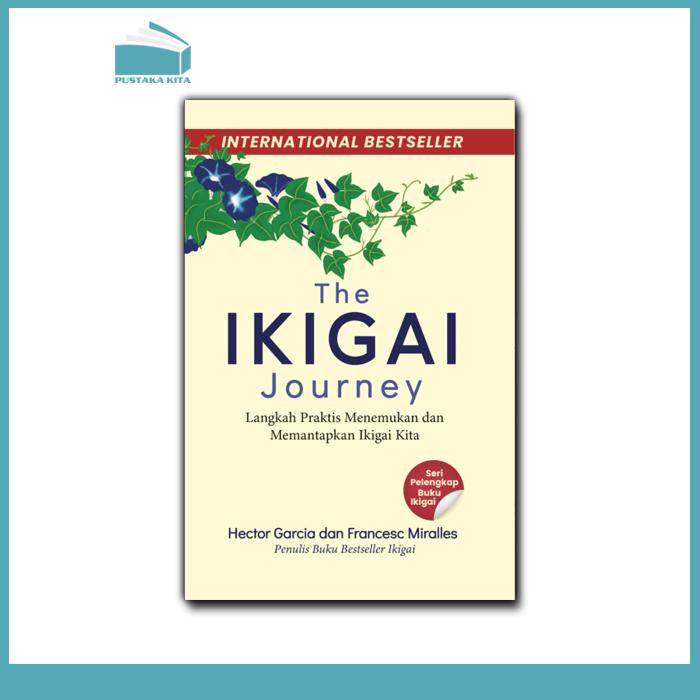 PUSTAKA KITA
INTERNATIONAL BESTSELLER
The
IKIGAI
Journey
Langkah Praktis Menemukan dan
Memantapkan Ikigai Kita
Seri
Pelengkap
Buku
Ikigai
Hector Garcia dan Francesc Miralles
Penulis Buku Bestseller Ikigai